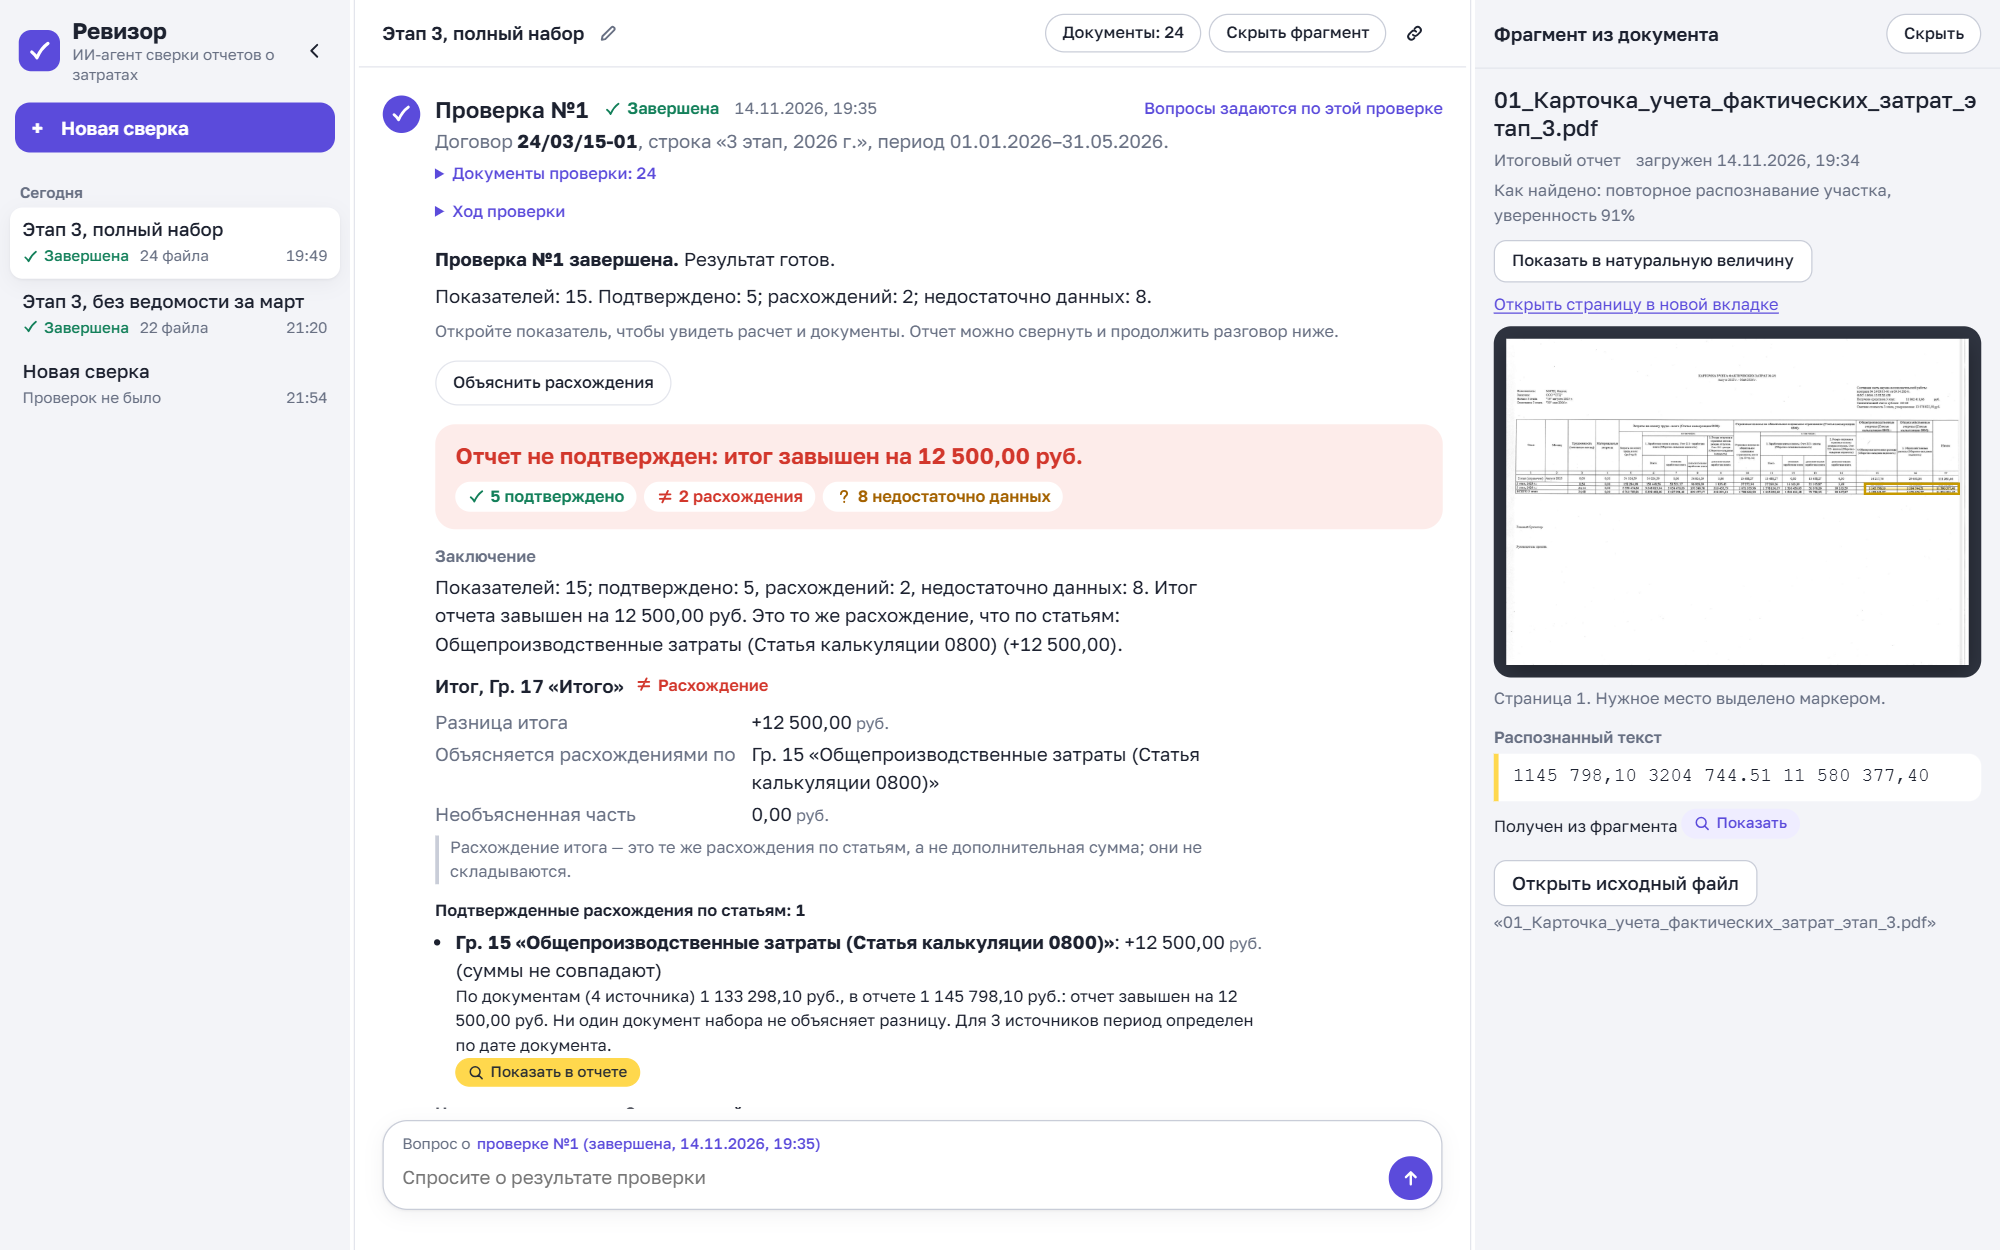 Ревизор
ИИ-агент сверки отчетов о
затратах
+ Новая сверка
Сегодня
Этап 3, полный набор
Завершена 24 файла 19:49
Этап 3, без ведомости за март
Завершена 22 файла 21:20
Новая сверка
Проверок не было 21:54
Этап 3, полный набор
Документы: 24
Скрыть фрагмент
Проверка №1 Завершена 14.11.2026, 19:35 Вопросы задаются по этой проверке
Договор 24/03/15-01, строка «3 этап, 2026 г.», период 01.01.2026–31.05.2026.
Документы проверки: 24
Ход проверки
Проверка №1 завершена. Результат готов.
Показателей: 15. Подтверждено: 5; расхождений: 2; недостаточно данных: 8.
Откройте показатель, чтобы увидеть расчет и документы. Отчет можно свернуть и продолжить разговор ниже.
Объяснить расхождения
Отчет не подтвержден: итог завышен на 12 500,00 руб.
5 подтверждено ≠ 2 расхождения ? 8 недостаточно данных
Заключение
Показателей: 15; подтверждено: 5, расхождений: 2, недостаточно данных: 8. Итог
отчета завышен на 12 500,00 руб. Это то же расхождение, что по статьям:
Общепроизводственные затраты (Статья калькуляции 0800) (+12 500,00).
Итог, Гр. 17 «Итого» ≠ Расхождение
Разница итога +12 500,00 руб.
Объясняется расхождениями по Гр. 15 «Общепроизводственные затраты (Статья
калькуляции 0800)»
Необъясненная часть 0,00 руб.
Расхождение итога — это те же расхождения по статьям, а не дополнительная сумма; они не
складываются.
Подтвержденные расхождения по статьям: 1
• Гр. 15 «Общепроизводственные затраты (Статья калькуляции 0800)»: +12 500,00 руб.
(суммы не совпадают)
По документам (4 источника) 1 133 298,10 руб., в отчете 1 145 798,10 руб.: отчет завышен на 12
500,00 руб. Ни один документ набора не объясняет разницу. Для 3 источников период определен
по дате документа.
Показать в отчете
Вопрос о проверке №1 (завершена, 14.11.2026, 19:35)
Спросите о результате проверки
Фрагмент из документа
Скрыть
01_Карточка_учета_фактических_затрат_э
тап_3.pdf
Итоговый отчет загружен 14.11.2026, 19:34
Как найдено: повторное распознавание участка,
уверенность 91%
Показать в натуральную величину
Открыть страницу в новой вкладке
Страница 1. Нужное место выделено маркером.
Распознанный текст
1145 798,10 3204 744.51 11 580 377,40
Получен из фрагмента Показать
Открыть исходный файл
«01_Карточка_учета_фактических_затрат_этап_3.pdf»